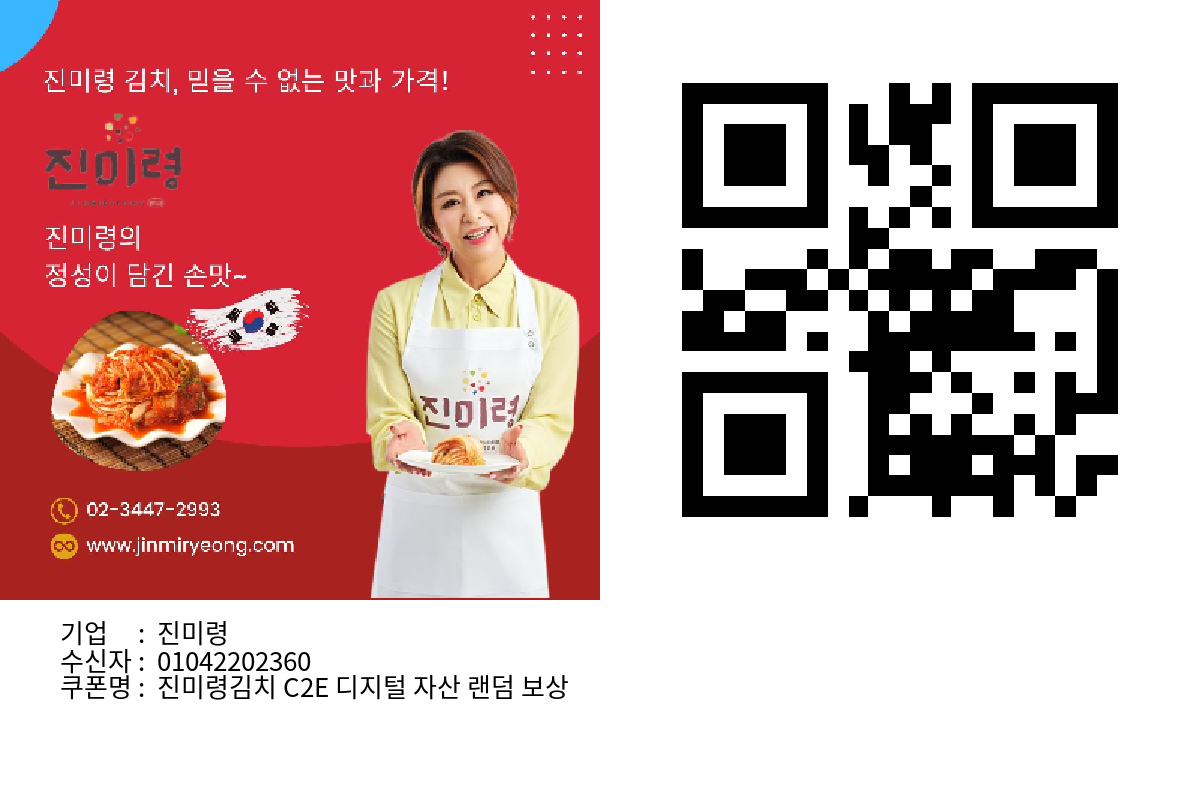 진미령 김치, 믿을 수 없는 맛과 가격!
진미령
진미령의
정성이 담긴 손맛~
진미령
02-3447-2993
www.jinmiryeong.com
기업 : 진미령
수신자 : 01042202360
쿠폰명 : 진미령김치 C2E 디지털 자산 랜덤 보상